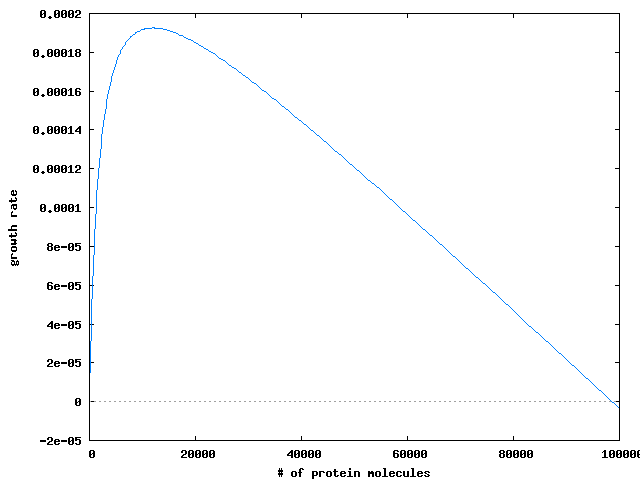 0.0002
0.00018
0.00016
0.00014
0.00012
0.0001
8e-05
6e-05
4e-05
2e-05
0
-2e-05
growth rate
0 20000 40000 60000 80000 100000
# of protein molecules